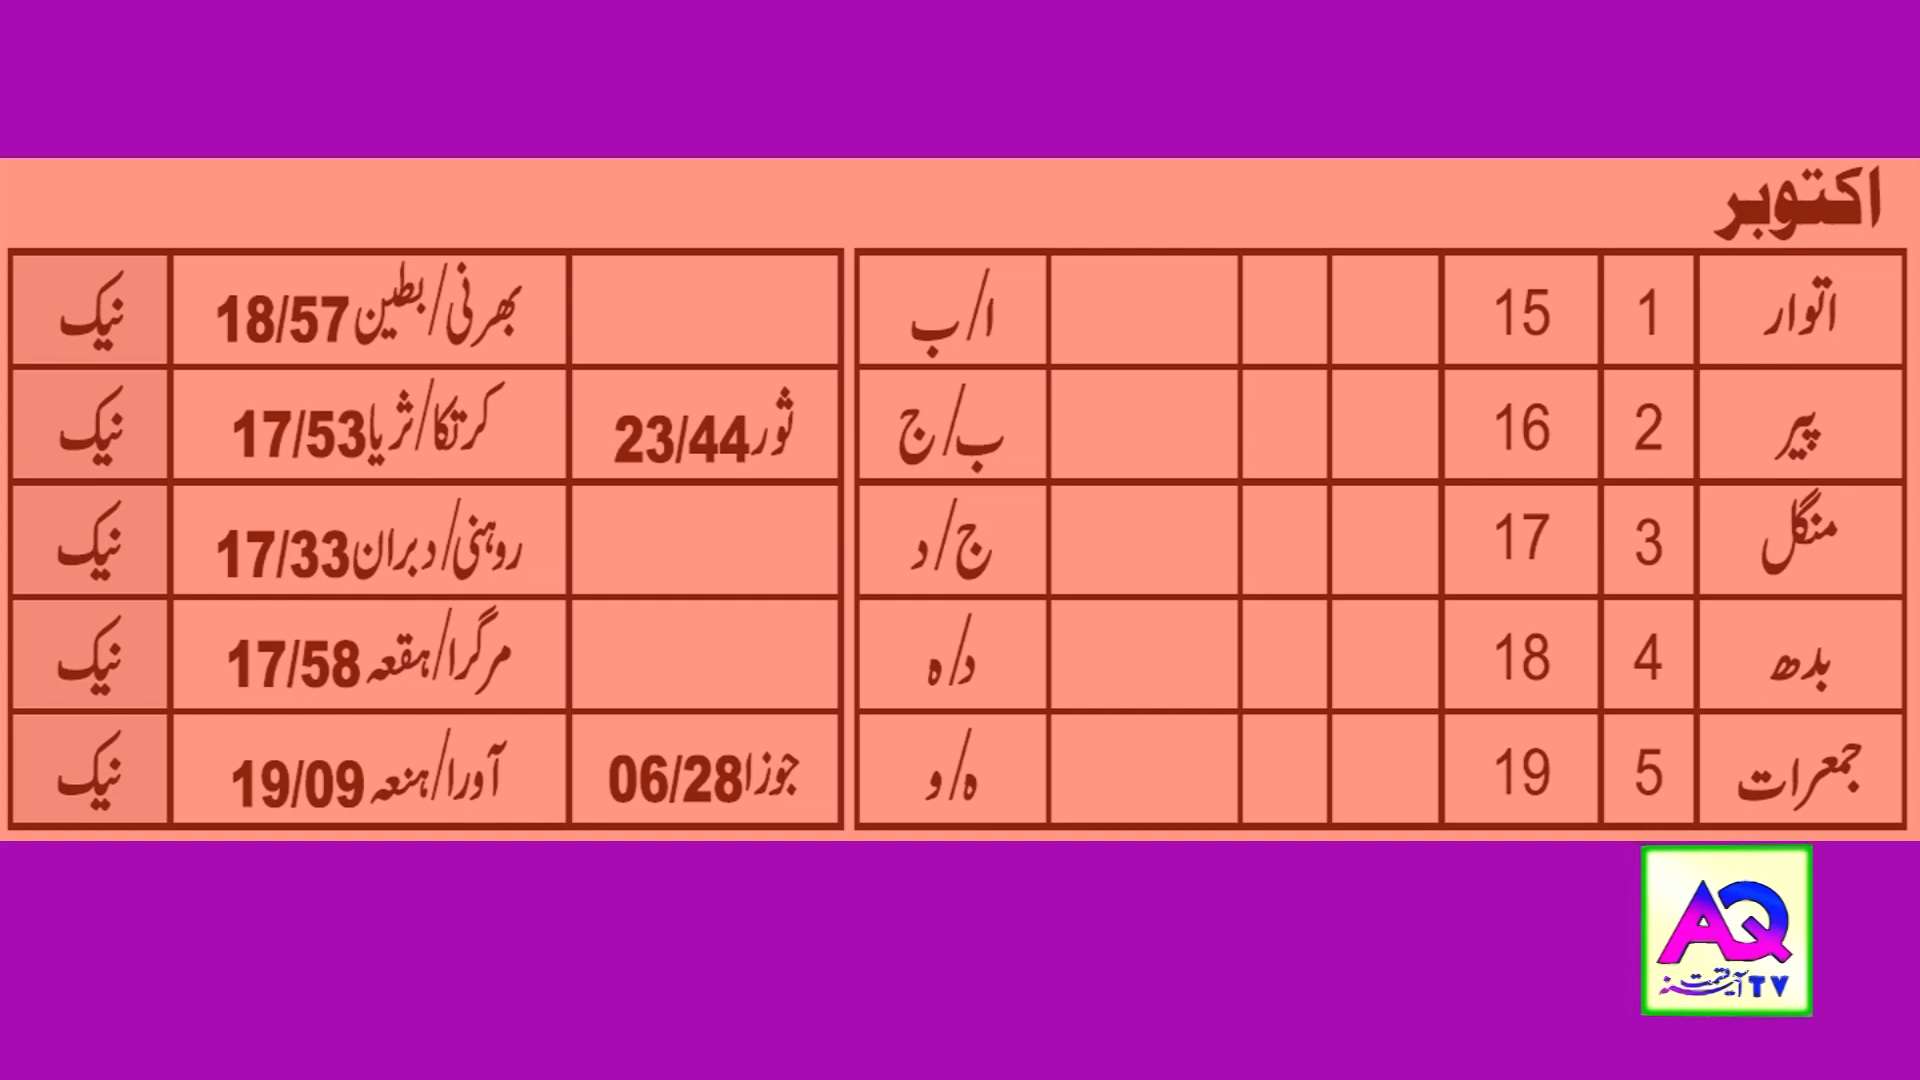 اکتوبر
اتوار 1 15 ا/ب بھرنی/بطین 18/57 نیک
پیر 2 16 ب/ج ثور 23/44 کرتکا/ثریا 17/53 نیک
منگل 3 17 ج/د روہنی/دبران 17/33 نیک
بدھ 4 18 د/ہ مرگرا/ہقعہ 17/58 نیک
جمعرات 5 19 ہ/و جوزا 06/28 آورا/ہنعہ 19/09 نیک
AQ
آئینہ قسمت TV